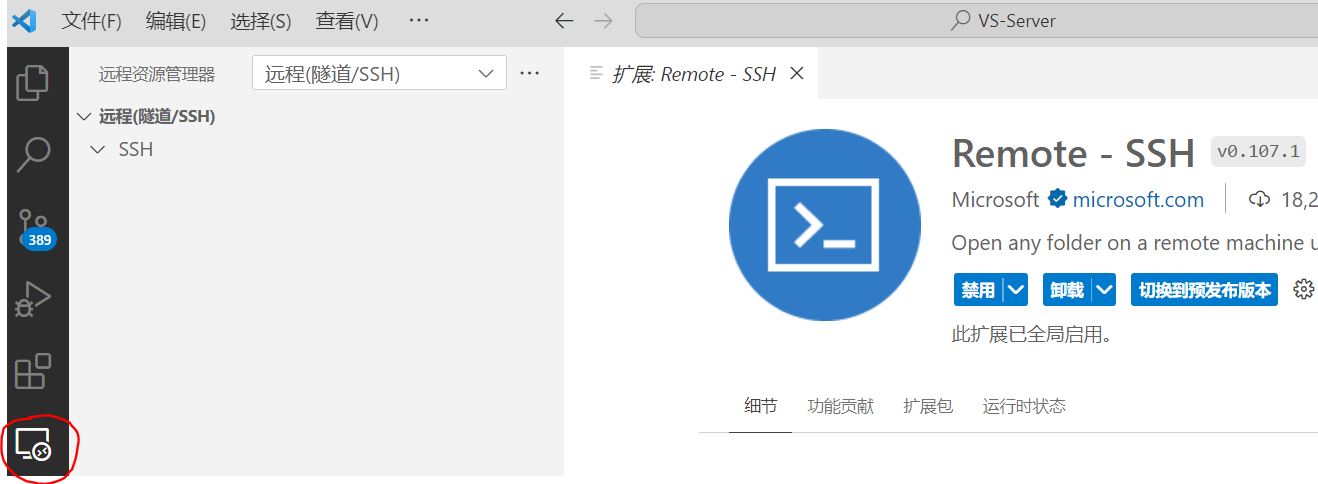 文件(F) 编辑(E) 选择(S) 查看(V) ··· VS-Server
远程资源管理器 远程(隧道/SSH) ···
扩展: Remote - SSH
远程(隧道/SSH)
SSH
389
Remote - SSH v0.107.1
Microsoft microsoft.com 18,2
Open any folder on a remote machine u
禁用 卸载 切换到预发布版本
此扩展已全局启用。
细节 功能贡献 扩展包 运行时状态